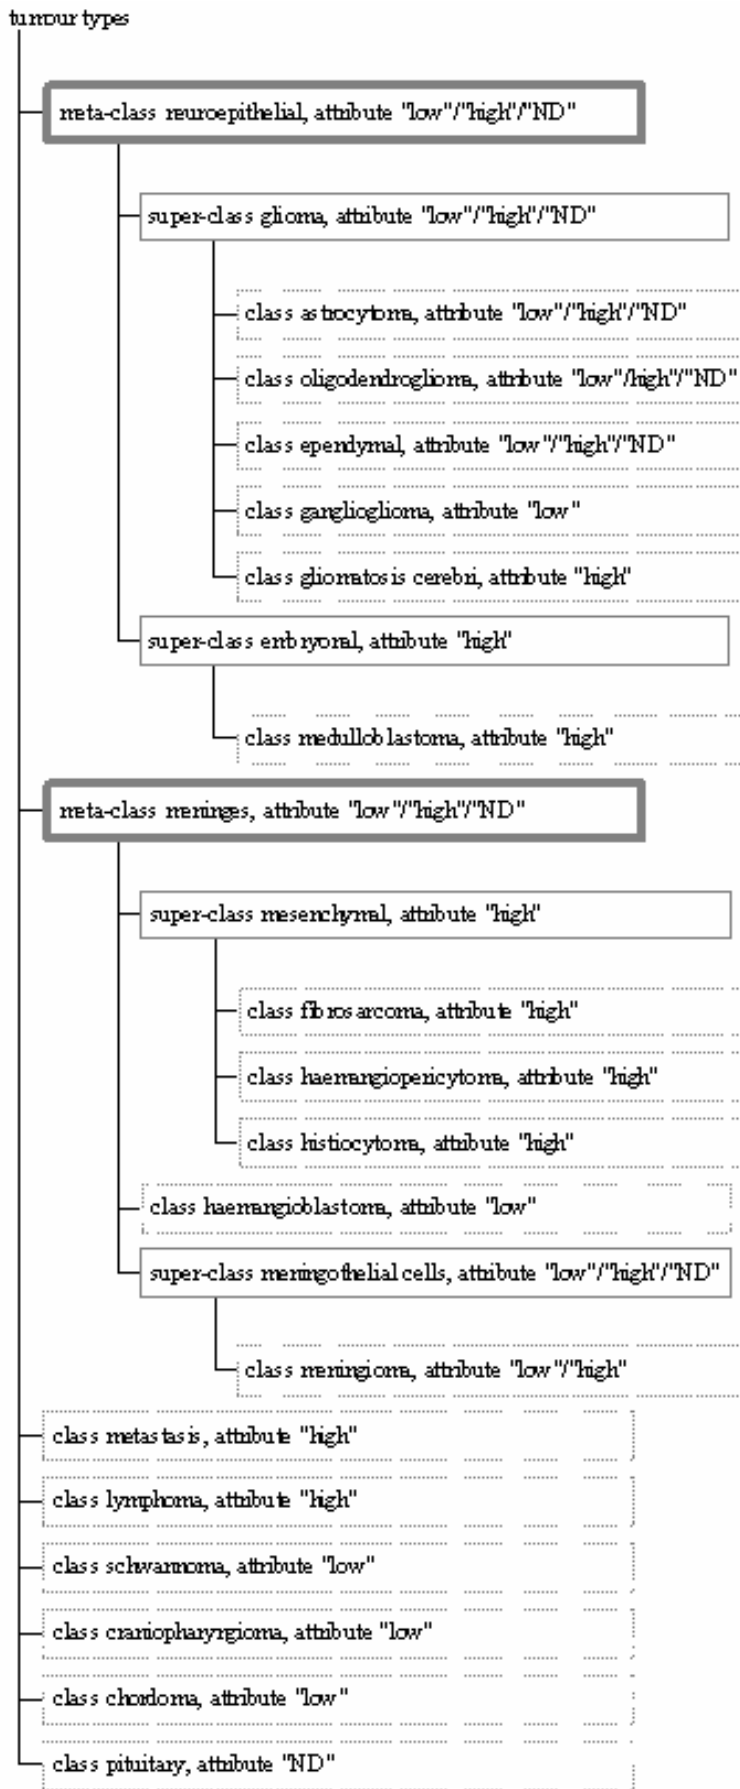 tumour types
meta-class neuroepithelial, attribute "low"/"high"/"ND"
super-class glioma, attribute "low"/"high"/"ND"
class astrocytoma, attribute "low"/"high"/"ND"
class oligodendroglioma, attribute "low"/high"/"ND"
class ependymal, attribute "low"/"high"/"ND"
class ganglioglioma, attribute "low"
class gliomatosis cerebri, attribute "high"
super-class embryonal, attribute "high"
class medulloblastoma, attribute "high"
meta-class meninges, attribute "low"/"high"/"ND"
super-class mesenchymal, attribute "high"
class fibrosarcoma, attribute "high"
class haemangiopericytoma, attribute "high"
class histiocytoma, attribute "high"
class haemangioblastoma, attribute "low"
super-class meningothelial cells, attribute "low"/"high"/"ND"
class meningioma, attribute "low"/"high"
class metastasis, attribute "high"
class lymphoma, attribute "high"
class schwannoma, attribute "low"
class craniopharyngioma, attribute "low"
class chordoma, attribute "low"
class pituitary, attribute "ND"